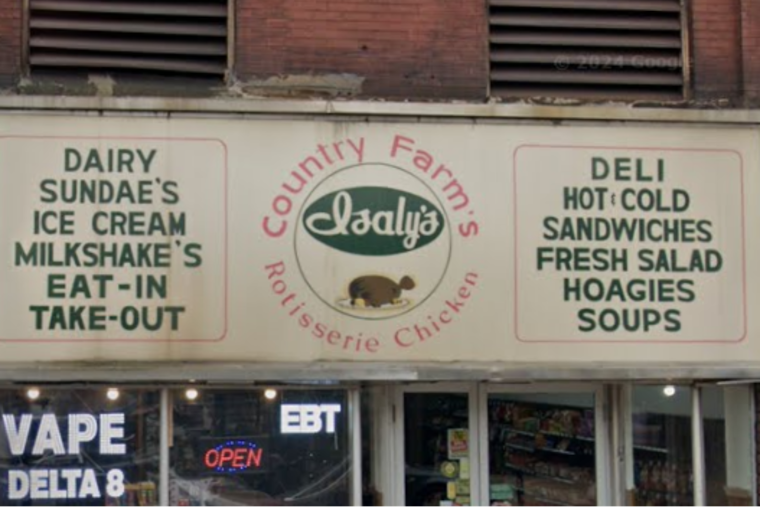 © 2024 Google
DAIRY
SUNDAE'S
ICE CREAM
MILKSHAKE'S
EAT-IN
TAKE-OUT
Country Farm's
Isaly's
Rotisserie Chicken
DELI
HOT & COLD
SANDWICHES
FRESH SALAD
HOAGIES
SOUPS
VAPE
DELTA 8
OPEN
EBT